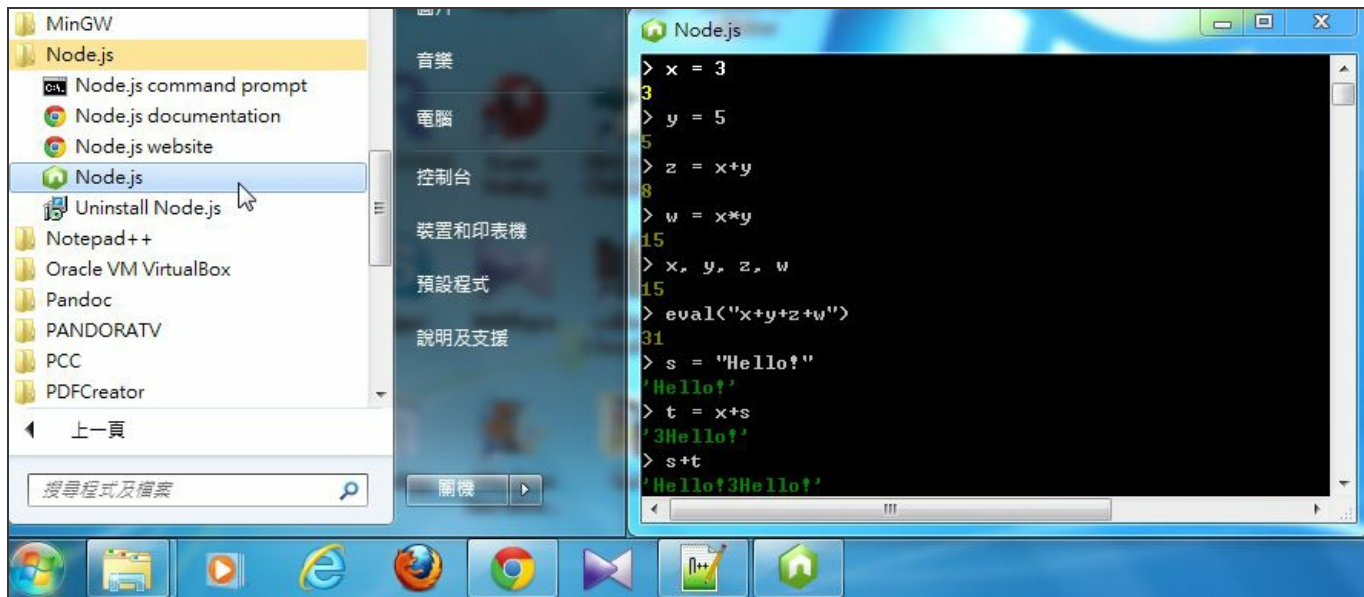 MinGW
Node.js
Node.js command prompt
Node.js documentation
Node.js website
Node.js
Uninstall Node.js
Notepad++
Oracle VM VirtualBox
Pandoc
PANDORATV
PCC
PDFCreator
上一頁
搜尋程式及檔案
音樂
電腦
控制台
裝置和印表機
預設程式
說明及支援
關機
Node.js
> x = 3
3
> y = 5
5
> z = x+y
8
> w = x*y
15
> x, y, z, w
15
> eval("x+y+z+w")
31
> s = "Hello!"
'Hello!'
> t = x+s
'3Hello!'
> s+t
'Hello!3Hello!'